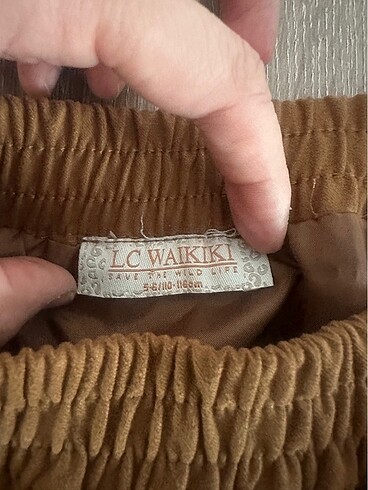 LC WAIKIKI
SAVE THE WILD LIFE
5-6/110-116cm